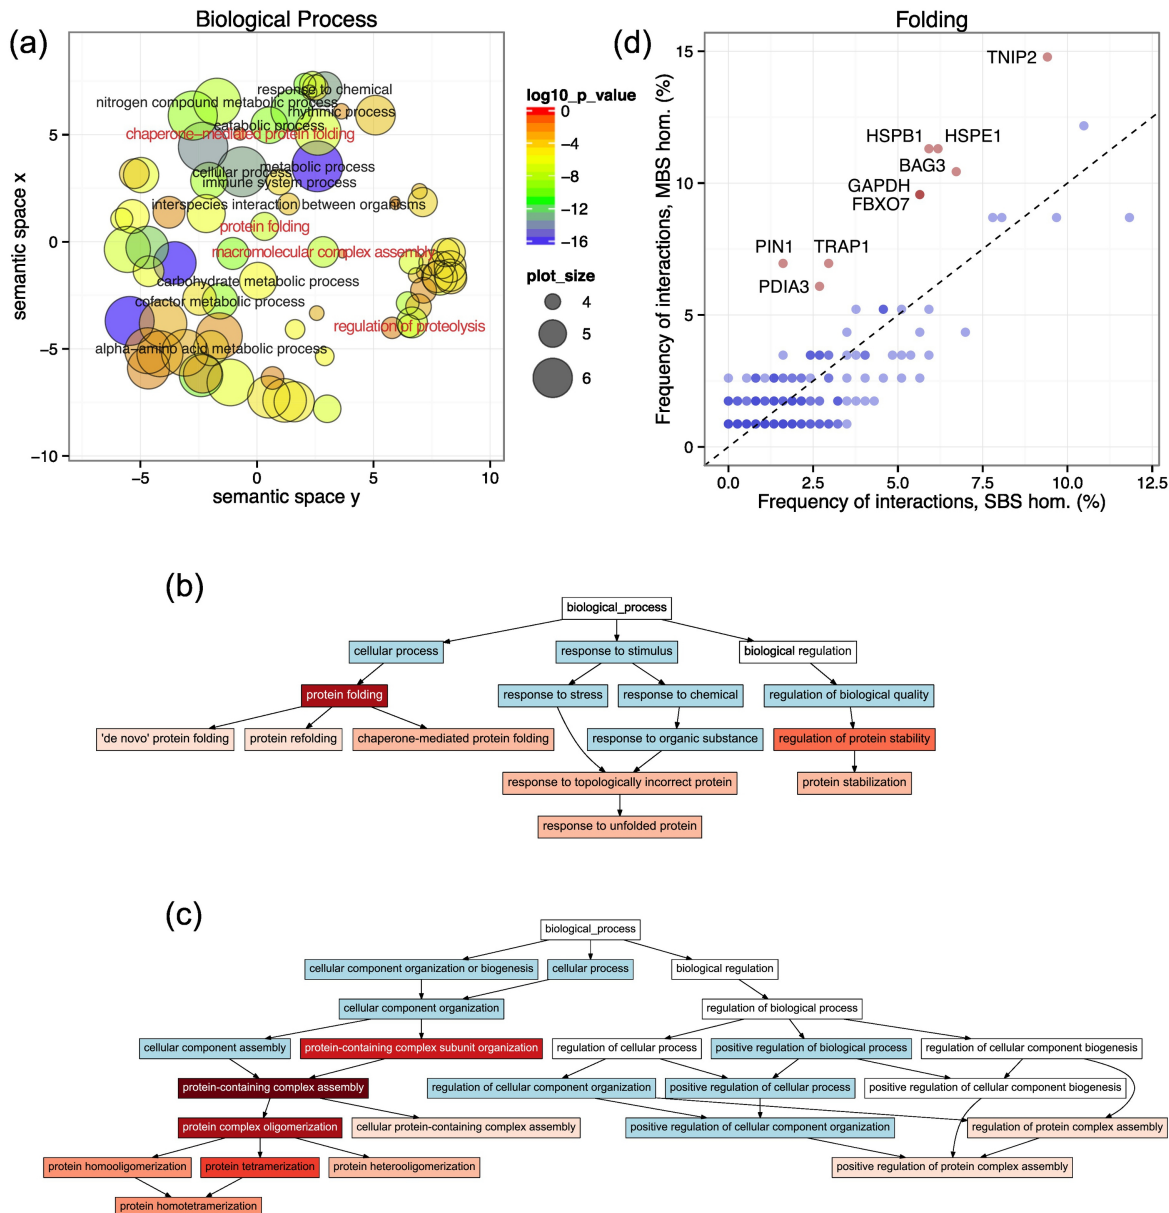 (a)
Biological Process
response to chemical
nitrogen compound metabolic process
rhythmic process
catabolic process
chaperone−mediated protein folding
metabolic process
cellular process
immune system process
interspecies interaction between organisms
protein folding
macromolecular complex assembly
carbohydrate metabolic process
cofactor metabolic process
regulation of proteolysis
alpha−amino acid metabolic process
5
0
−5
−10
−5
0
5
10
semantic space x
semantic space y
log10_p_value
0
−4
−8
−12
−16
plot_size
4
5
6
(d)
Folding
TNIP2
HSPB1
HSPE1
BAG3
GAPDH
FBXO7
PIN1
TRAP1
PDIA3
15
10
5
0
0.0
2.5
5.0
7.5
10.0
12.5
Frequency of interactions, MBS hom. (%)
Frequency of interactions, SBS hom. (%)
(b)
biological_process
cellular process
response to stimulus
biological regulation
protein folding
response to stress
response to chemical
regulation of biological quality
'de novo' protein folding
protein refolding
chaperone-mediated protein folding
response to organic substance
regulation of protein stability
response to topologically incorrect protein
protein stabilization
response to unfolded protein
(c)
biological_process
cellular component organization or biogenesis
cellular process
biological regulation
cellular component organization
regulation of biological process
cellular component assembly
protein-containing complex subunit organization
regulation of cellular process
positive regulation of biological process
regulation of cellular component biogenesis
protein-containing complex assembly
regulation of cellular component organization
positive regulation of cellular process
positive regulation of cellular component biogenesis
protein complex oligomerization
cellular protein-containing complex assembly
positive regulation of cellular component organization
regulation of protein complex assembly
protein homooligomerization
protein tetramerization
protein heterooligomerization
positive regulation of protein complex assembly
protein homotetramerization